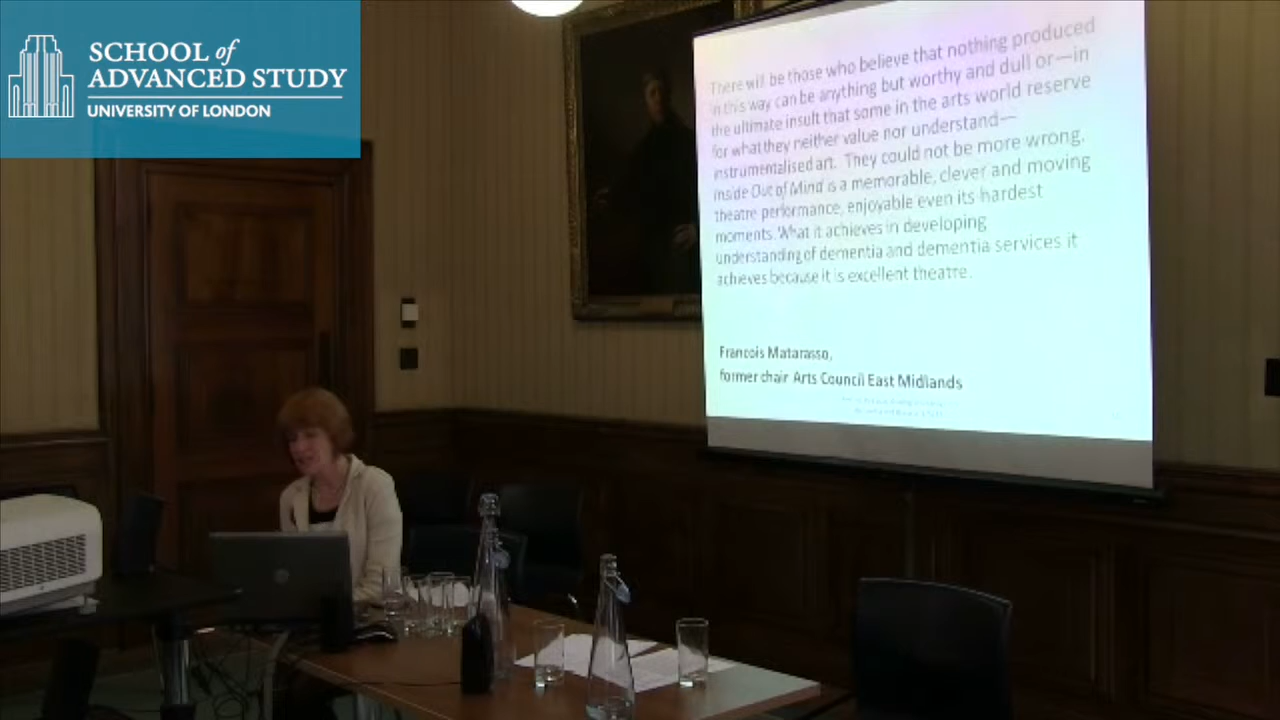 SCHOOL of
ADVANCED STUDY
UNIVERSITY OF LONDON
There will be those who believe that nothing produced
in this way can be anything but worthy and dull or—in
the ultimate insult that some in the arts world reserve
for what they neither value nor understand—
instrumentalised art. They could not be more wrong.
Inside Out of Mind is a memorable, clever and moving
theatre performance, enjoyable even its hardest
moments. What it achieves in developing
understanding of dementia and dementia services it
achieves because it is excellent theatre.
Francois Matarasso,
former chair Arts Council East Midlands